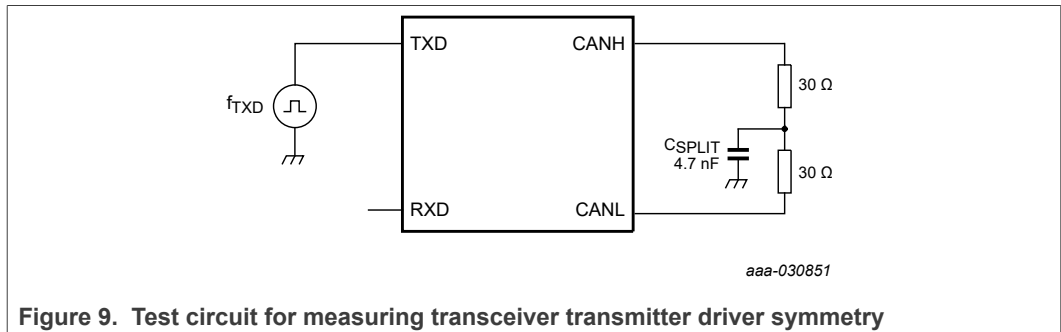 TXD
CANH
30 Ω
fTXD
CSPLIT
4.7 nF
30 Ω
RXD
CANL
aaa-030851
Figure 9. Test circuit for measuring transceiver transmitter driver symmetry